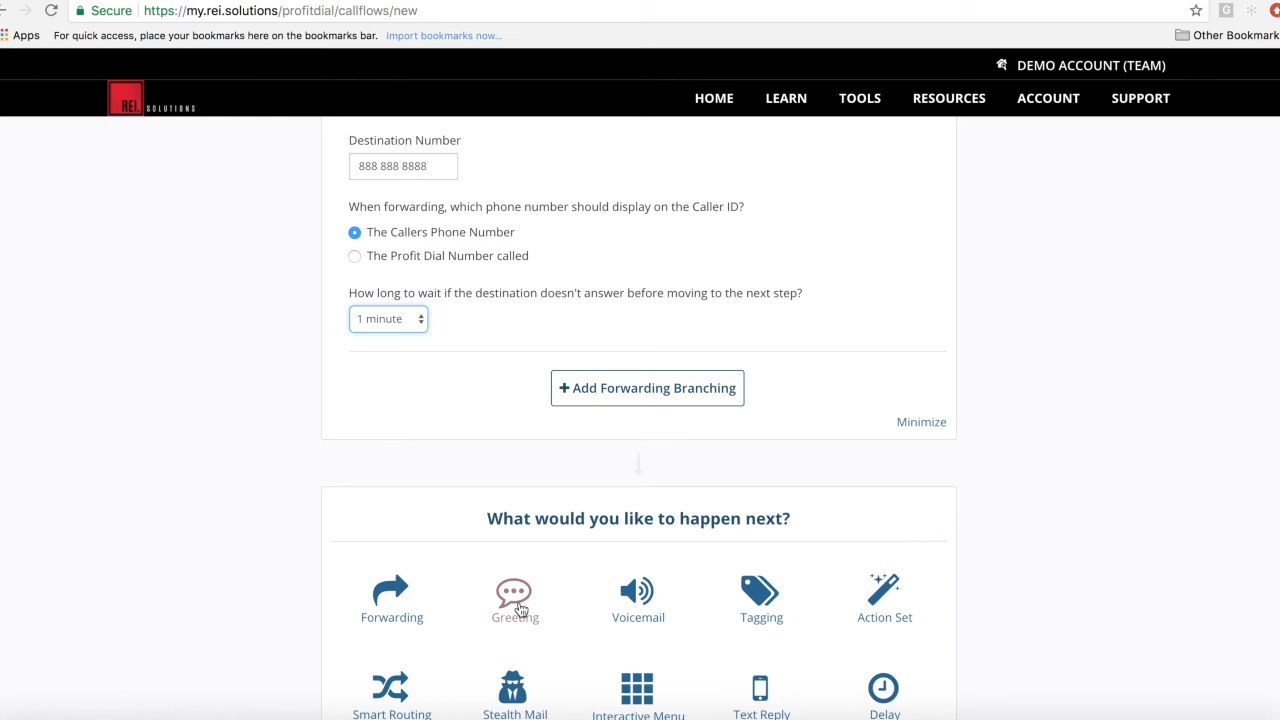 Secure https://my.rei.solutions/profitdial/callflows/new
Apps For quick access, place your bookmarks here on the bookmarks bar. Import bookmarks now... Other Bookmark
DEMO ACCOUNT (TEAM)
REI. SOLUTIONS HOME LEARN TOOLS RESOURCES ACCOUNT SUPPORT
Destination Number
888 888 8888
When forwarding, which phone number should display on the Caller ID?
The Callers Phone Number
The Profit Dial Number called
How long to wait if the destination doesn't answer before moving to the next step?
1 minute
+ Add Forwarding Branching
Minimize
What would you like to happen next?
Forwarding Greeting Voicemail Tagging Action Set
Smart Routing Stealth Mail Interactive Menu Text Reply Delay